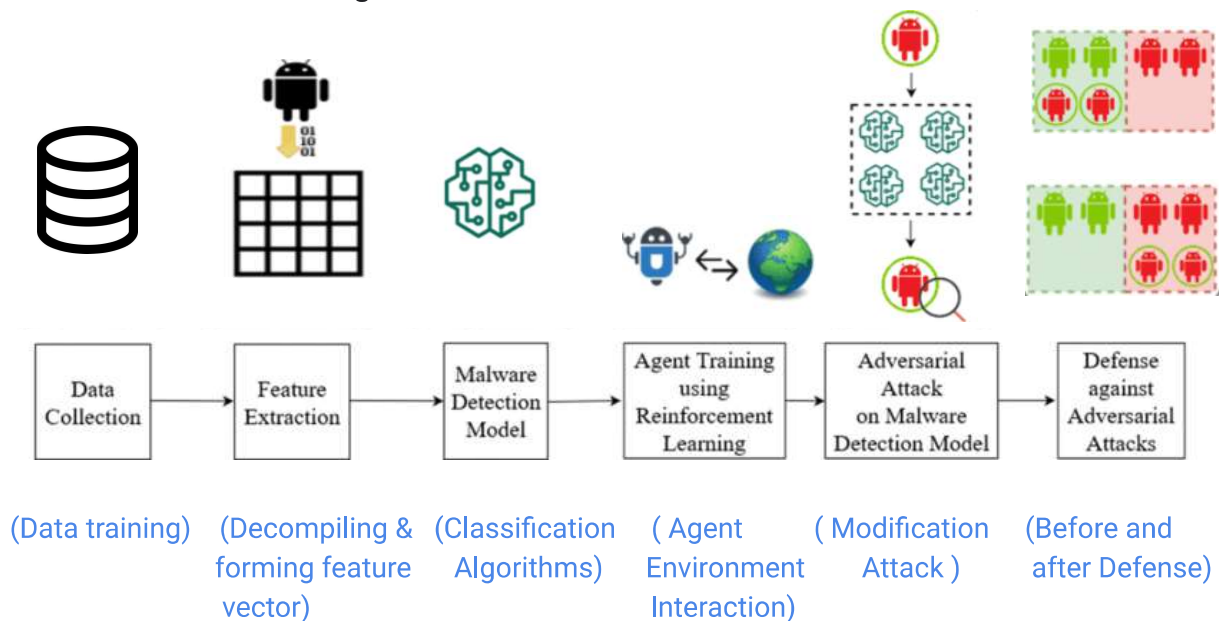 01
10
01
Data
Collection
Feature
Extraction
Malware
Detection
Model
Agent Training
using
Reinforcement
Learning
Adversarial
Attack
on Malware
Detection Model
Defense
against
Adversarial
Attacks
(Data training)
(Decompiling &
forming feature
vector)
(Classification
Algorithms)
( Agent
Environment
Interaction)
( Modification
Attack )
(Before and
after Defense)